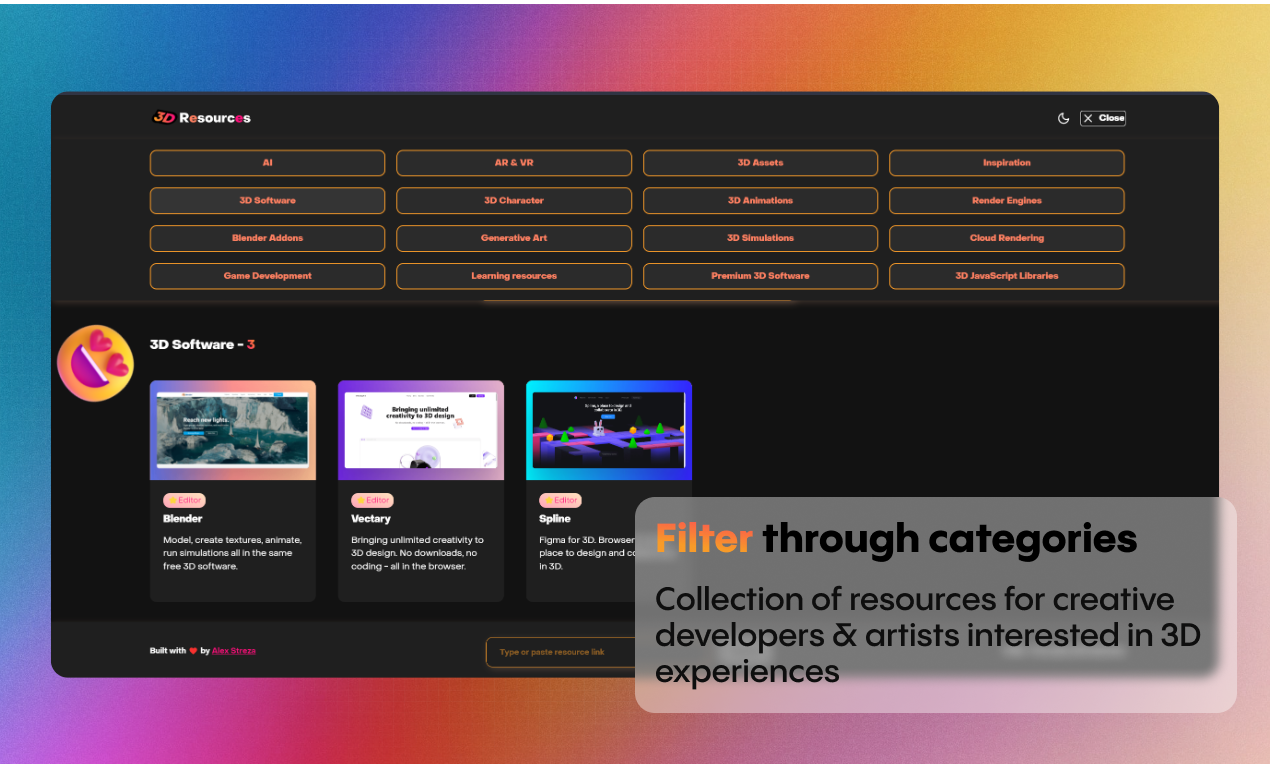 3D Resources
Close
AI
AR & VR
3D Assets
Inspiration
3D Software
3D Character
3D Animations
Render Engines
Blender Addons
Generative Art
3D Simulations
Cloud Rendering
Game Development
Learning resources
Premium 3D Software
3D JavaScript Libraries
3D Software - 3
Reach new lights.
Bringing unlimited
creativity to 3D design
Editor
Blender
Model, create textures, animate,
run simulations all in the same
free 3D software.
Editor
Vectary
Bringing unlimited creativity to
3D design. No downloads, no
coding - all in the browser.
Editor
Spline
Figma for 3D. Browser
place to design and co
in 3D.
Filter through categories
Collection of resources for creative
developers & artists interested in 3D
experiences
Built with ❤ by Alex Streza
Type or paste resource link